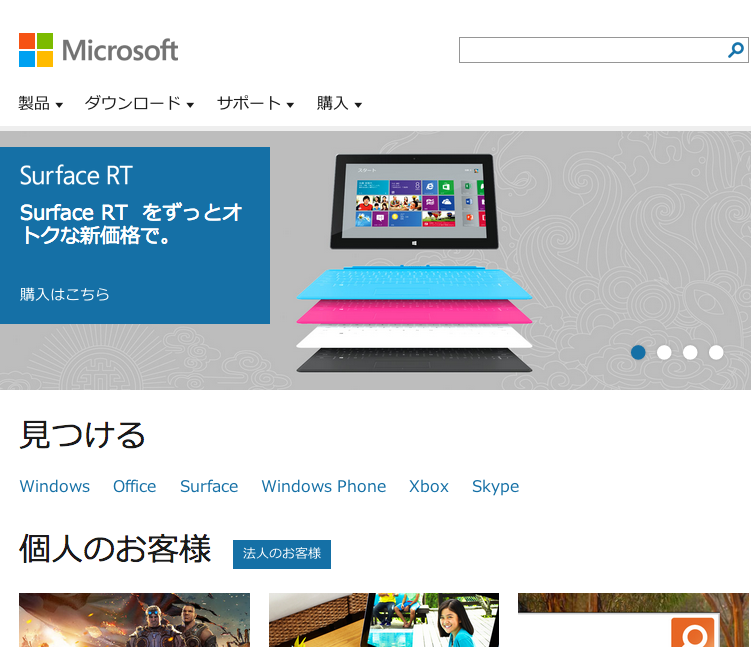 Microsoft
製品 ダウンロード サポート 購入
Surface RT
Surface RT をずっとオ
トクな新価格で。
購入はこちら
スタート
見つける
Windows Office Surface Windows Phone Xbox Skype
個人のお客様 法人のお客様